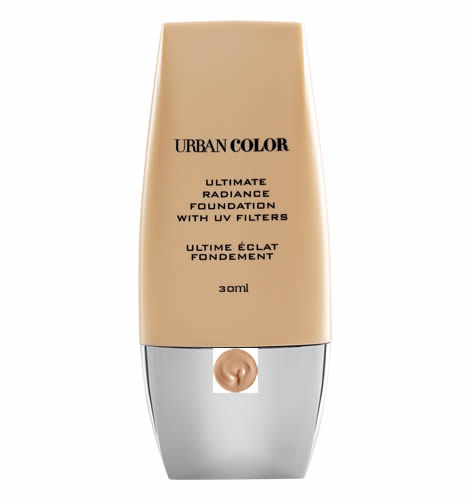 URBAN COLOR
ULTIMATE
RADIANCE
FOUNDATION
WITH UV FILTERS
ULTIME ÉCLAT
FONDEMENT
30ml